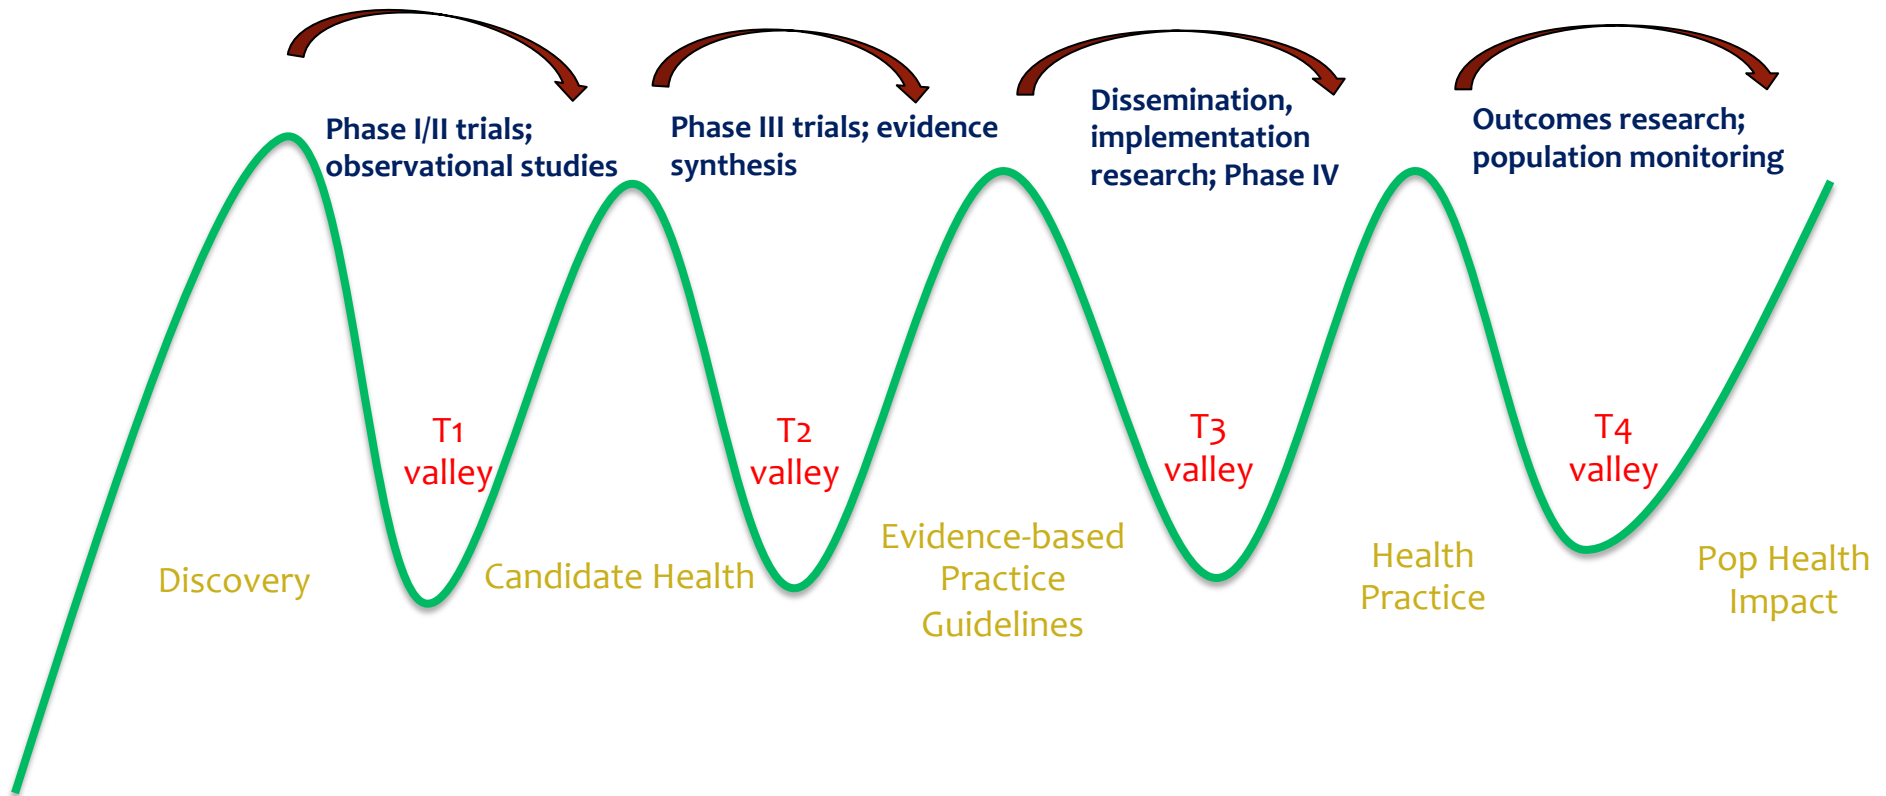 Phase I/II trials;
observational studies
Phase III trials; evidence
synthesis
Dissemination,
implementation
research; Phase IV
Outcomes research;
population monitoring
T1
valley
T2
valley
T3
valley
T4
valley
Discovery
Candidate Health
Evidence-based
Practice
Guidelines
Health
Practice
Pop Health
Impact